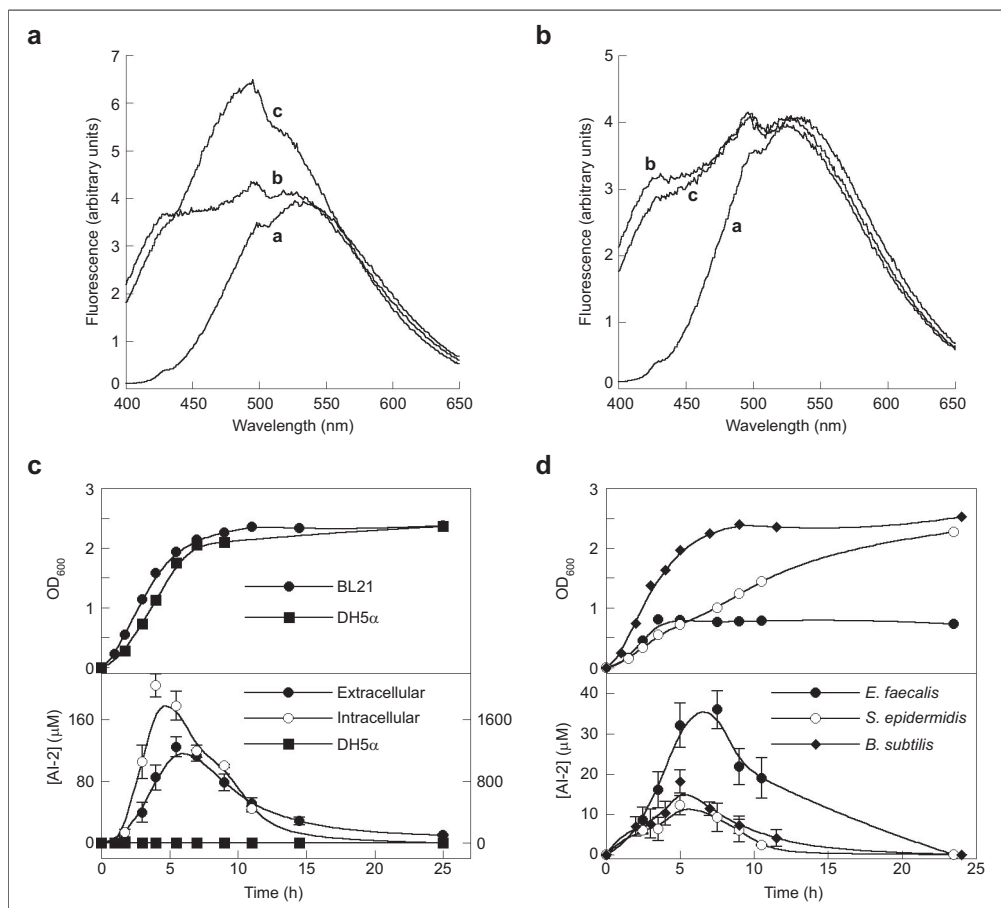 a
7
6
5
4
3
2
1
0
Fluorescence (arbitrary units)
c
b
a
400 450 500 550 600 650
Wavelength (nm)
b
5
4
3
2
1
0
Fluorescence (arbitrary units)
b
c
a
400 450 500 550 600 650
Wavelength (nm)
c
3
2
1
0
OD600
BL21
DH5α
160
80
0
[AI-2] (μM)
Extracellular
Intracellular
DH5α
1600
800
0
0 5 10 15 20 25
Time (h)
d
3
2
1
0
OD600
40
30
20
10
0
[AI-2] (μM)
E. faecalis
S. epidermidis
B. subtilis
0 5 10 15 20 25
Time (h)